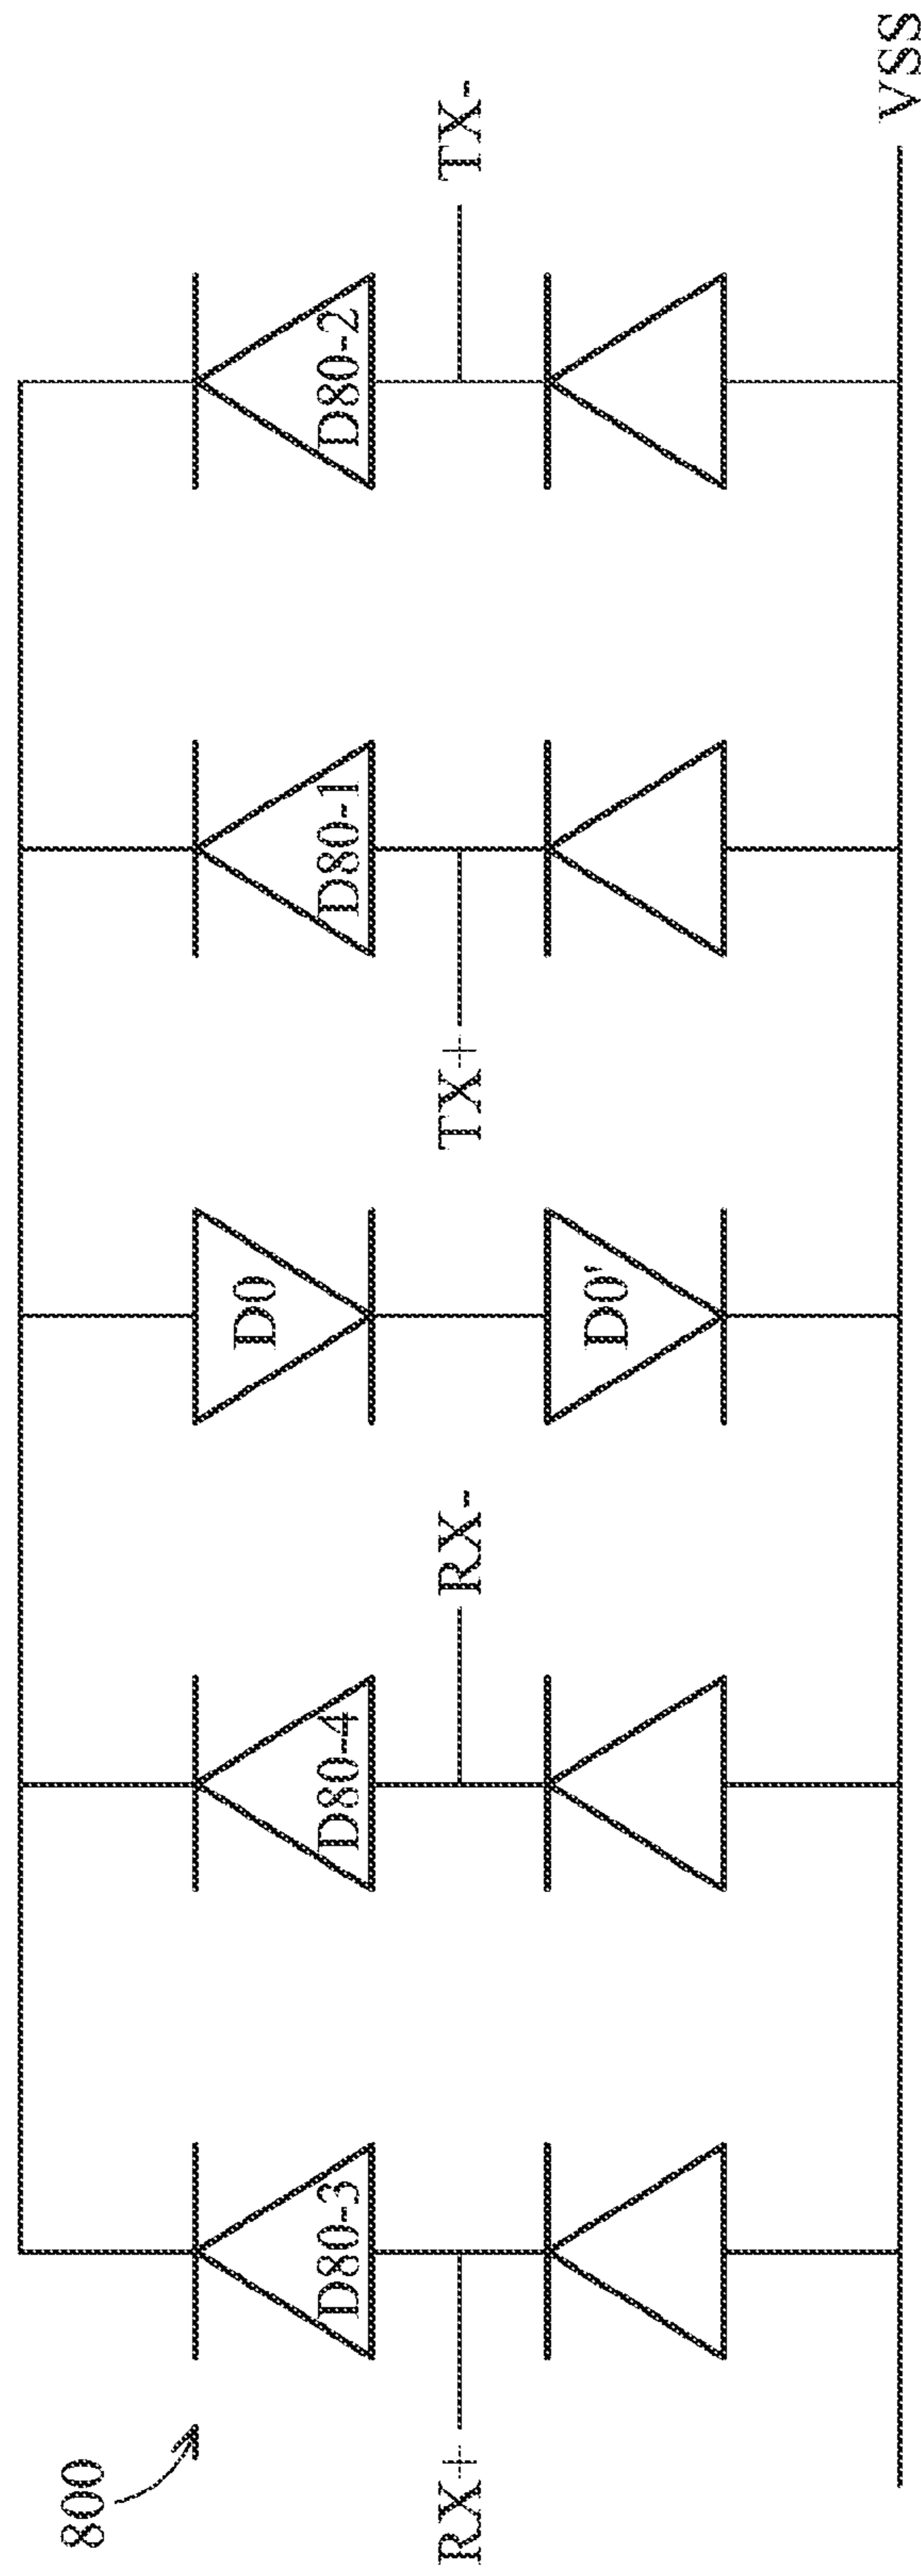 800
D80-3
D80-4
D0
D80-1
D80-2
RX+
RX-
TX+
TX-
D0'
VSS